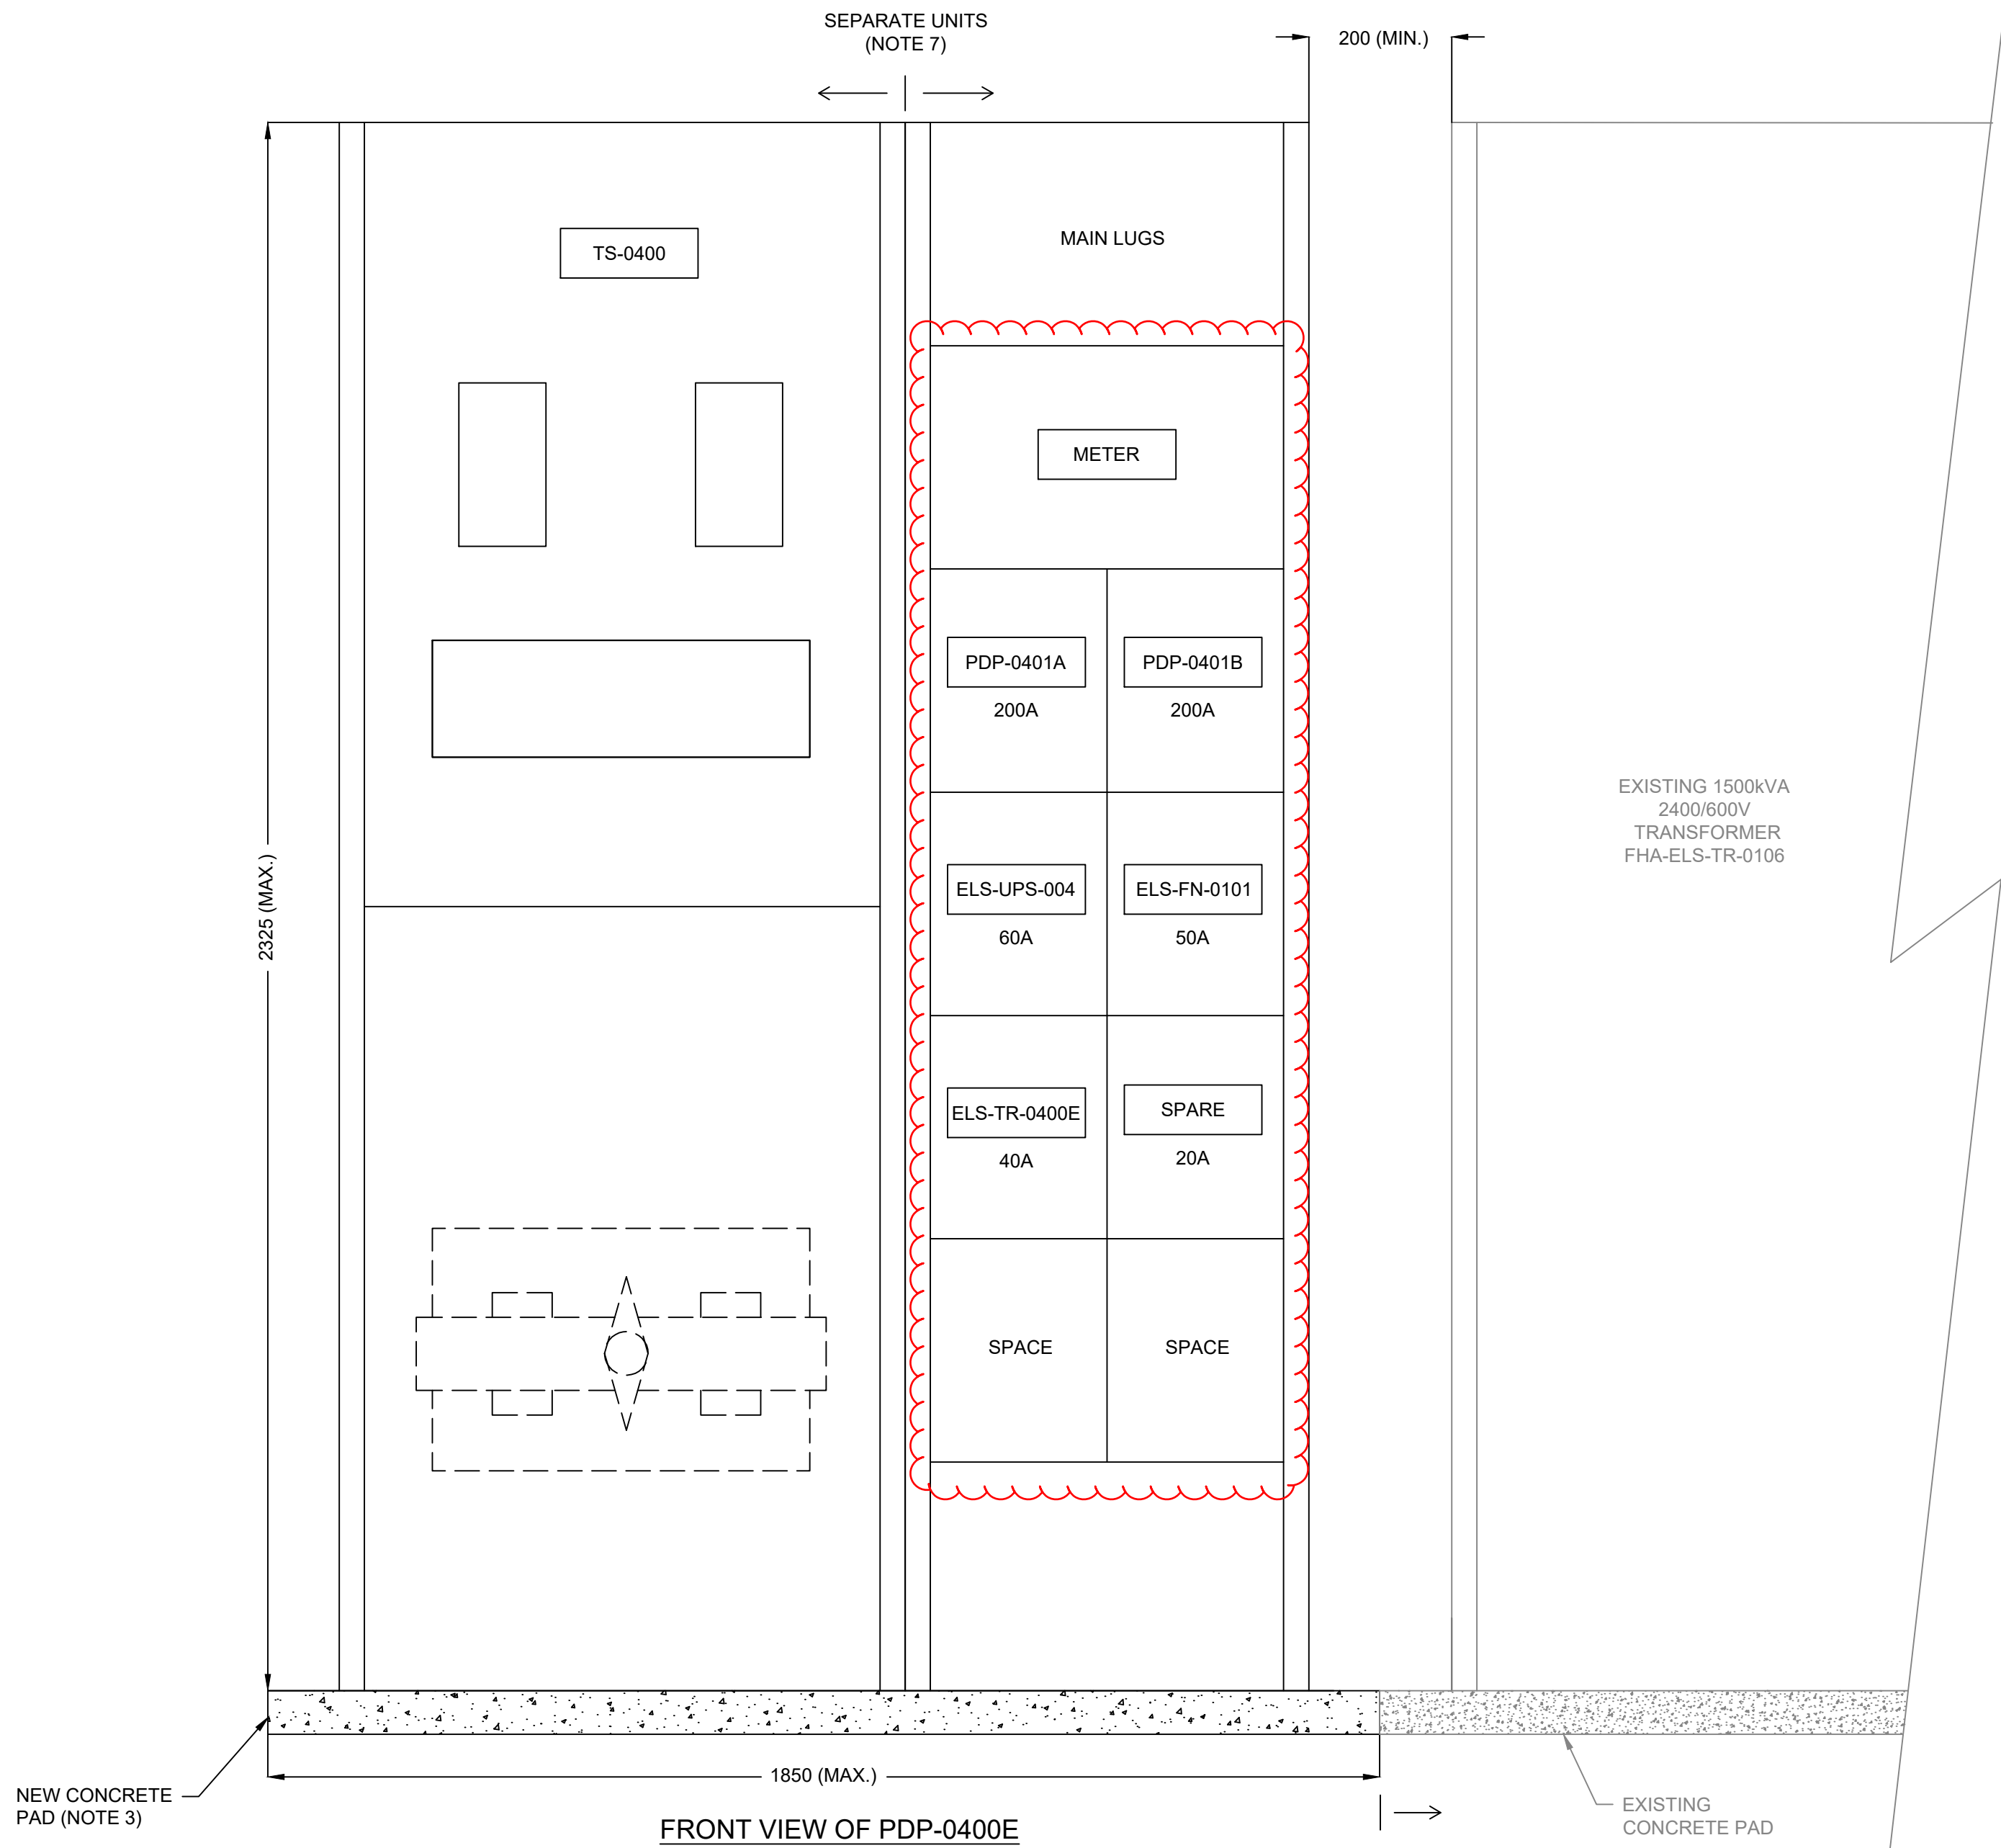 SEPARATE UNITS
(NOTE 7)
200 (MIN.)
TS-0400
MAIN LUGS
METER
PDP-0401A
200A
PDP-0401B
200A
ELS-UPS-004
60A
ELS-FN-0101
50A
ELS-TR-0400E
40A
SPARE
20A
SPACE
SPACE
EXISTING 1500kVA
2400/600V
TRANSFORMER
FHA-ELS-TR-0106
2325 (MAX.)
1850 (MAX.)
NEW CONCRETE
PAD (NOTE 3)
EXISTING
CONCRETE PAD
FRONT VIEW OF PDP-0400E